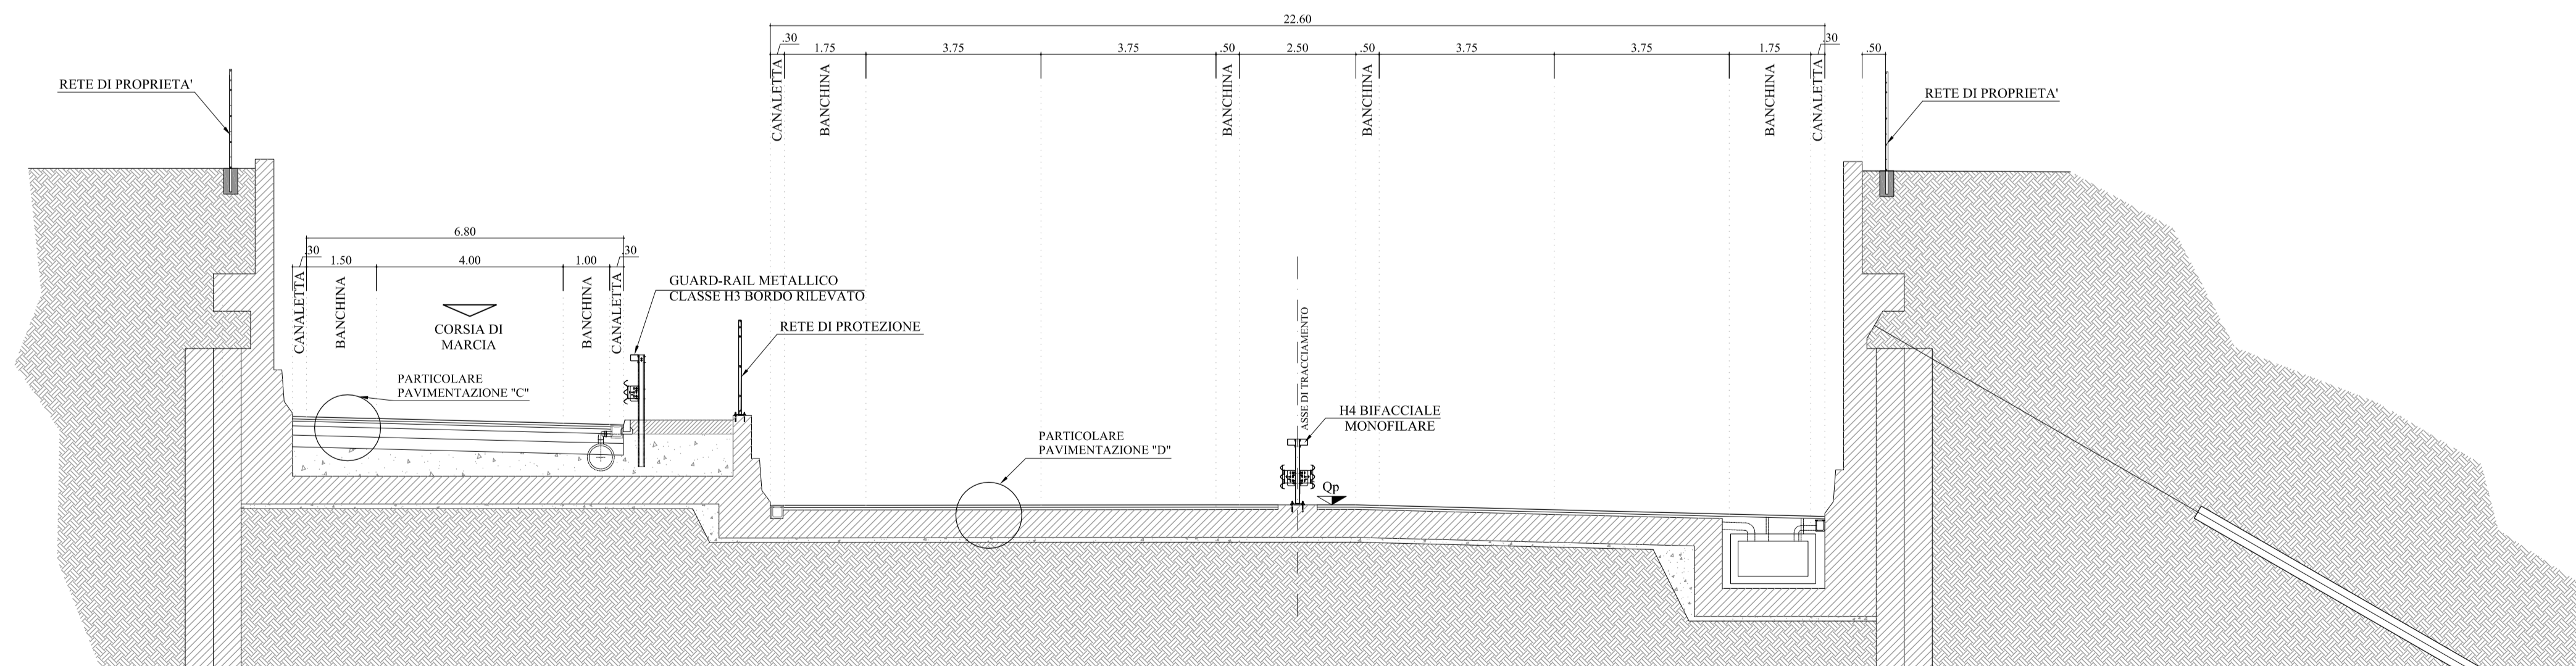 22.60
.30
1.75
3.75
3.75
.50
2.50
.50
3.75
3.75
1.75
.30
.50
CANALETTA
BANCHINA
BANCHINA
BANCHINA
BANCHINA
CANALETTA
RETE DI PROPRIETA'
RETE DI PROPRIETA'
6.80
.30
1.50
4.00
1.00
.30
CANALETTA
BANCHINA
CORSIA DI
MARCIA
BANCHINA
CANALETTA
GUARD-RAIL METALLICO
CLASSE H3 BORDO RILEVATO
RETE DI PROTEZIONE
PARTICOLARE
PAVIMENTAZIONE "C"
ASSE DI TRACCIAMENTO
H4 BIFACCIALE
MONOFILARE
PARTICOLARE
PAVIMENTAZIONE "D"
Qp